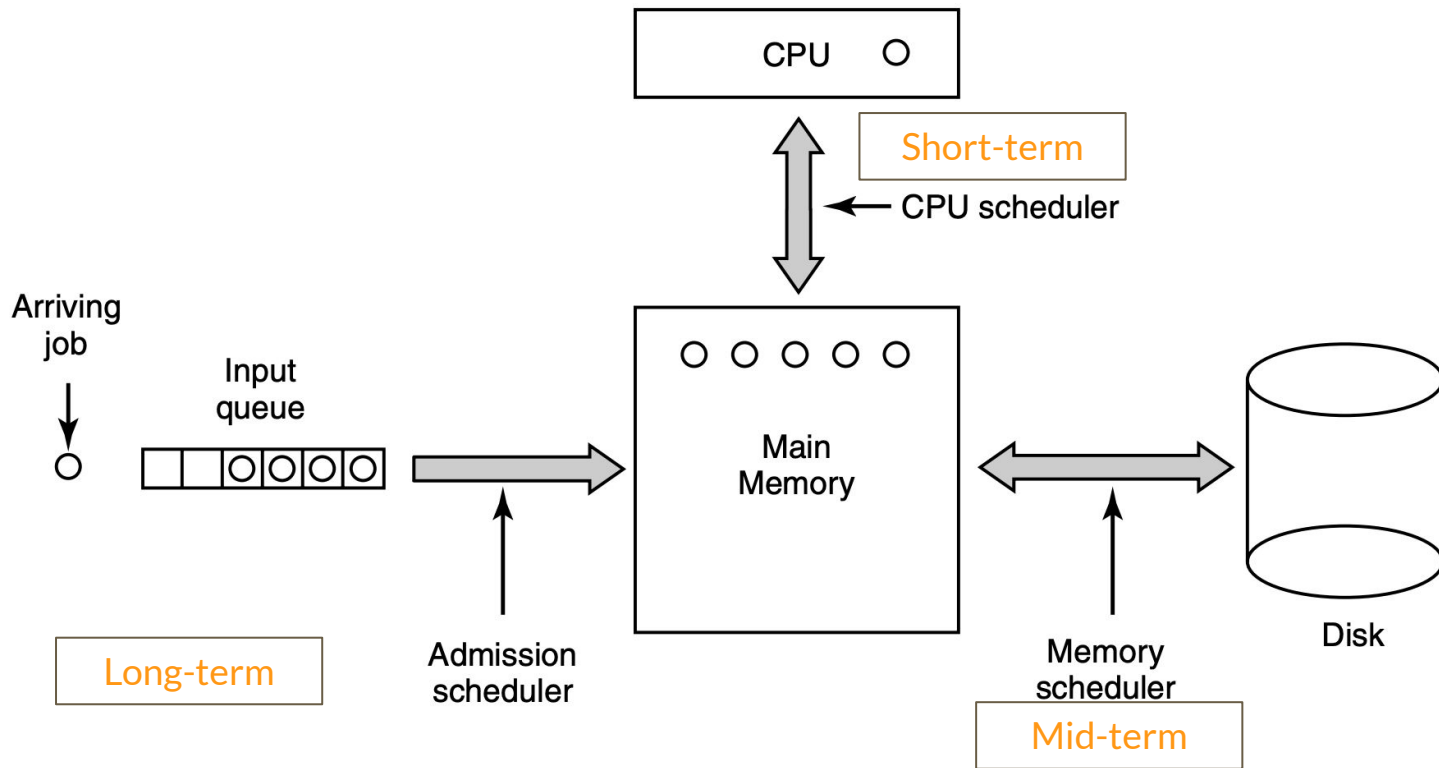 CPU
Short-term
CPU scheduler
Arriving
job
Input
queue
Main
Memory
Long-term
Admission
scheduler
Memory
scheduler
Mid-term
Disk